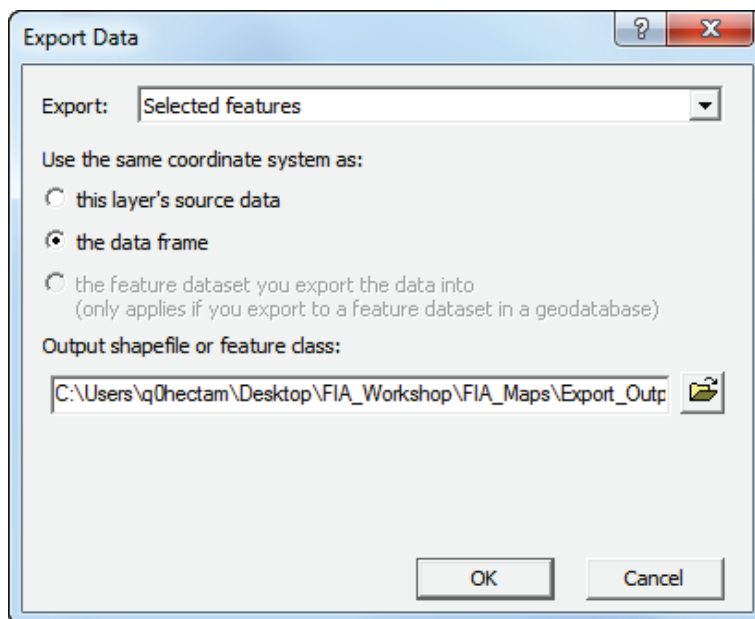 Export Data
?
Export: Selected features
Use the same coordinate system as:
this layer's source data
the data frame
the feature dataset you export the data into
(only applies if you export to a feature dataset in a geodatabase)
Output shapefile or feature class:
C:\Users\q0hectam\Desktop\FIA_Workshop\FIA_Maps\Export_Outp
OK Cancel